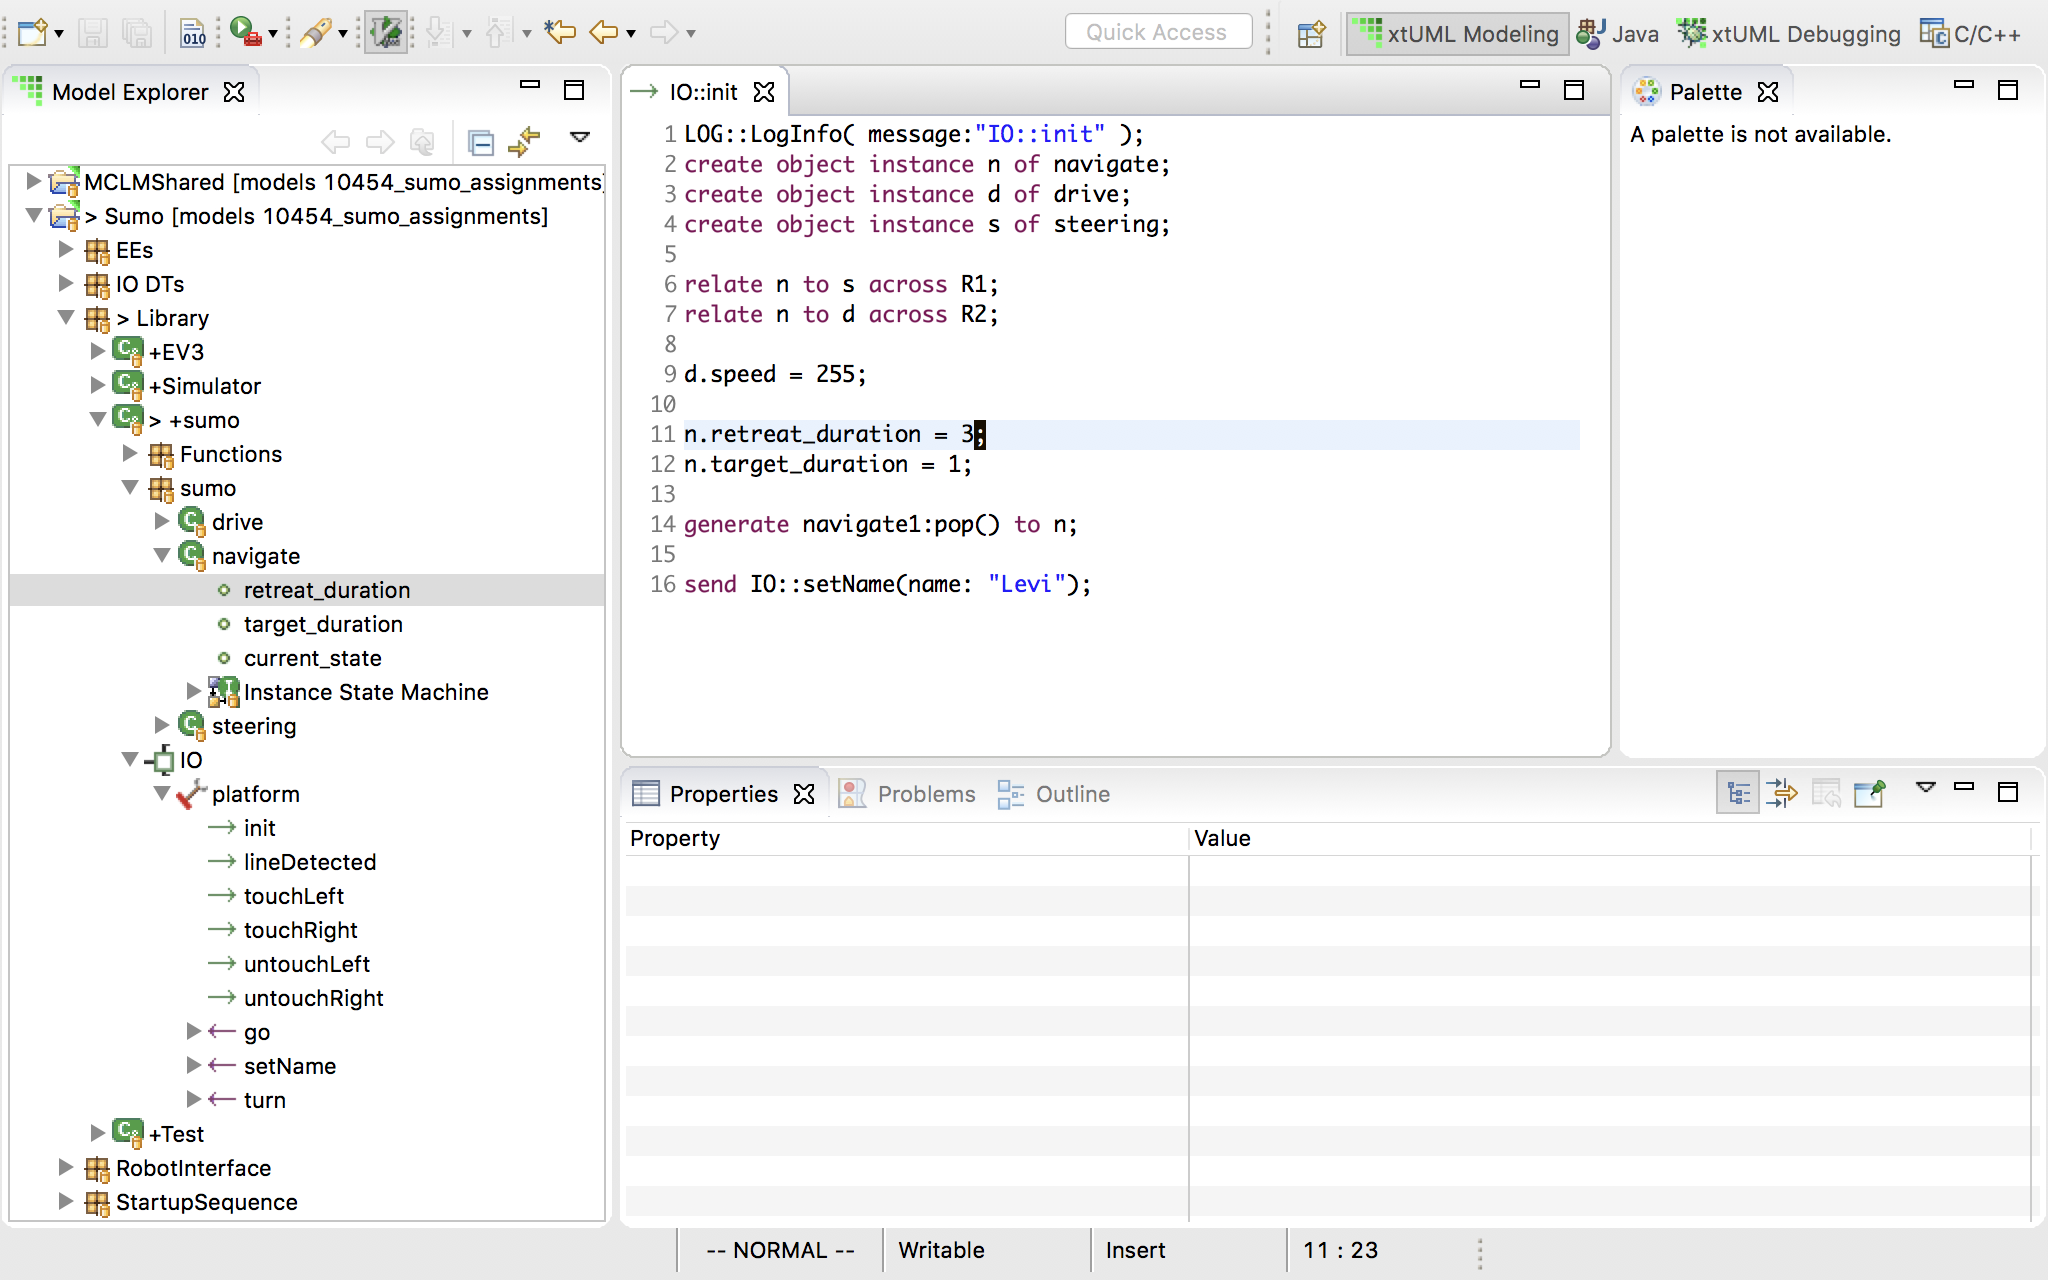 Quick Access
xtUML Modeling
Java
xtUML Debugging
C/C++
Model Explorer
MCLMShared [models 10454_sumo_assignments]
> Sumo [models 10454_sumo_assignments]
EEs
IO DTs
> Library
+EV3
+Simulator
> +sumo
Functions
sumo
drive
navigate
retreat_duration
target_duration
current_state
Instance State Machine
steering
IO
platform
init
lineDetected
touchLeft
touchRight
untouchLeft
untouchRight
go
setName
turn
+Test
RobotInterface
StartupSequence
IO::init
1 LOG::LogInfo( message:"IO::init" );
2 create object instance n of navigate;
3 create object instance d of drive;
4 create object instance s of steering;
5
6 relate n to s across R1;
7 relate n to d across R2;
8
9 d.speed = 255;
10
11 n.retreat_duration = 3;
12 n.target_duration = 1;
13
14 generate navigate1:pop() to n;
15
16 send IO::setName(name: "Levi");
Palette
A palette is not available.
Properties
Problems
Outline
Property
Value
-- NORMAL --
Writable
Insert
11 : 23
010